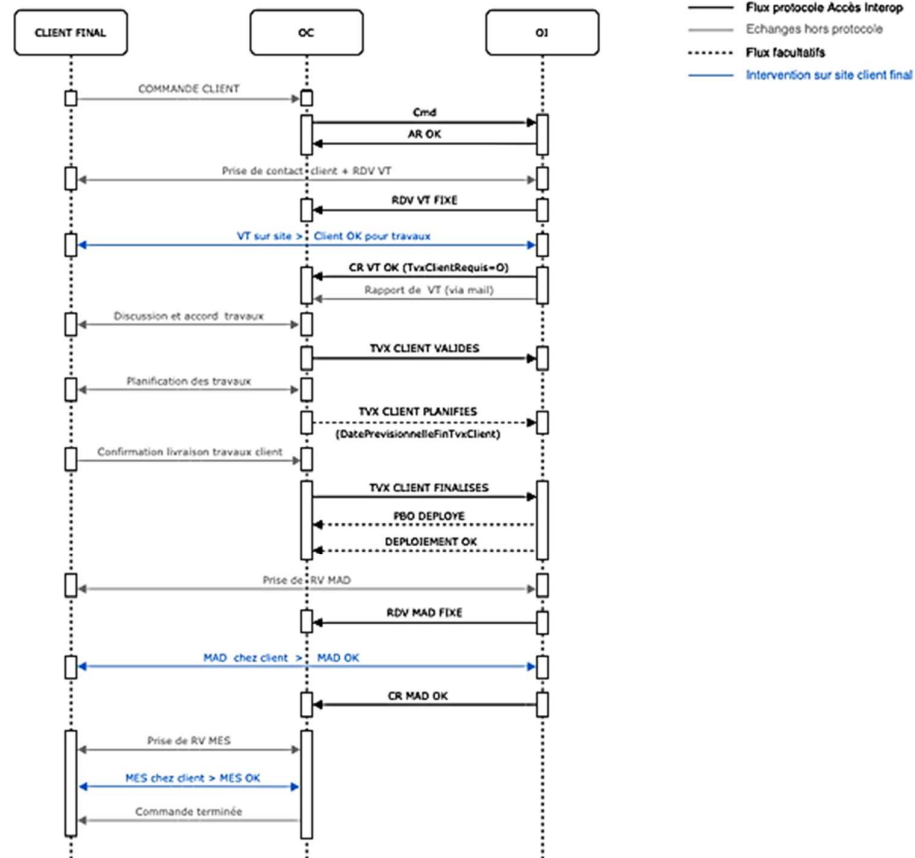 Flux protocole Accès Interop
Echanges hors protocole
Flux facultatifs
Intervention sur site client final
CLIENT FINAL
OC
OI
COMMANDE CLIENT
Cmd
AR OK
Prise de contact client + RDV VT
RDV VT FIXE
VT sur site > Client OK pour travaux
CR VT OK (TvxClientRequis=O)
Rapport de VT (via mail)
Discussion et accord travaux
TVX CLIENT VALIDES
Planification des travaux
TVX CLIENT PLANIFIES
(DatePrevisionnelleFinTvxClient)
Confirmation livraison travaux client
TVX CLIENT FINALISES
PBO DEPLOYE
DEPLOIEMENT OK
Prise de RV MAD
RDV MAD FIXE
MAD chez client > MAD OK
CR MAD OK
Prise de RV MES
MES chez client > MES OK
Commande terminée